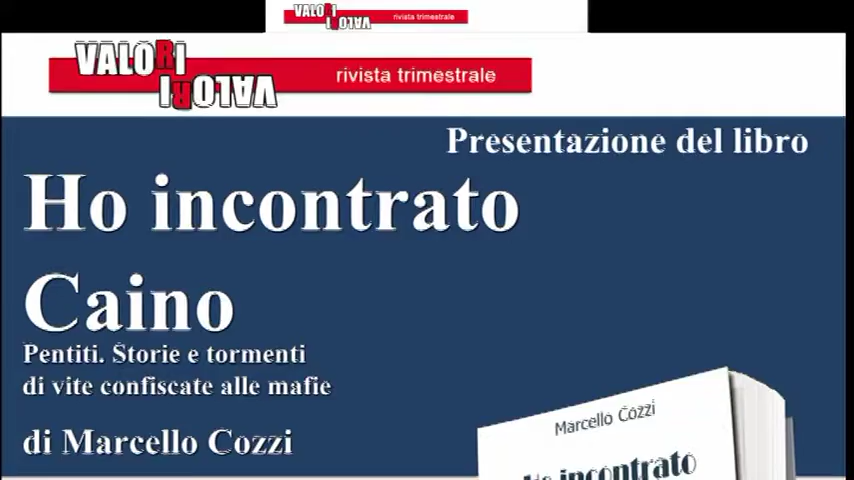 VALORI
VALORI
rivista trimestrale
VALORI
VALORI
rivista trimestrale
Presentazione del libro
Ho incontrato
Caino
Pentiti. Storie e tormenti
di vite confiscate alle mafie
di Marcello Cozzi
Marcello Cozzi
Ho incontrato